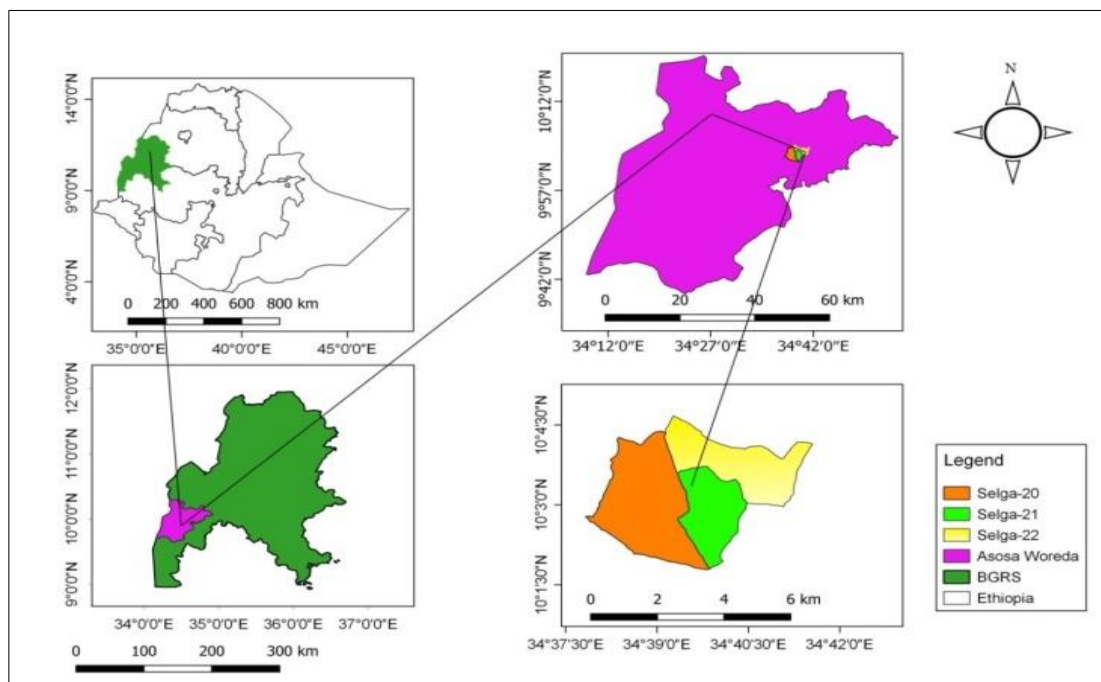 14°0'0"N
9°0'0"N
4°0'0"N
0 200 400 600 800 km
35°0'0"E 40°0'0"E 45°0'0"E
10°12'0"N
9°57'0"N
9°42'0"N
0 20 40 60 km
34°12'0"E 34°27'0"E 34°42'0"E
N
12°0'0"N
11°0'0"N
10°0'0"N
9°0'0"N
34°0'0"E 35°0'0"E 36°0'0"E 37°0'0"E
0 100 200 300 km
10°4'30"N
10°3'0"N
10°1'30"N
0 2 4 6 km
34°37'30"E 34°39'0"E 34°40'30"E 34°42'0"E
Legend
Selga-20
Selga-21
Selga-22
Asosa Woreda
BGRS
Ethiopia